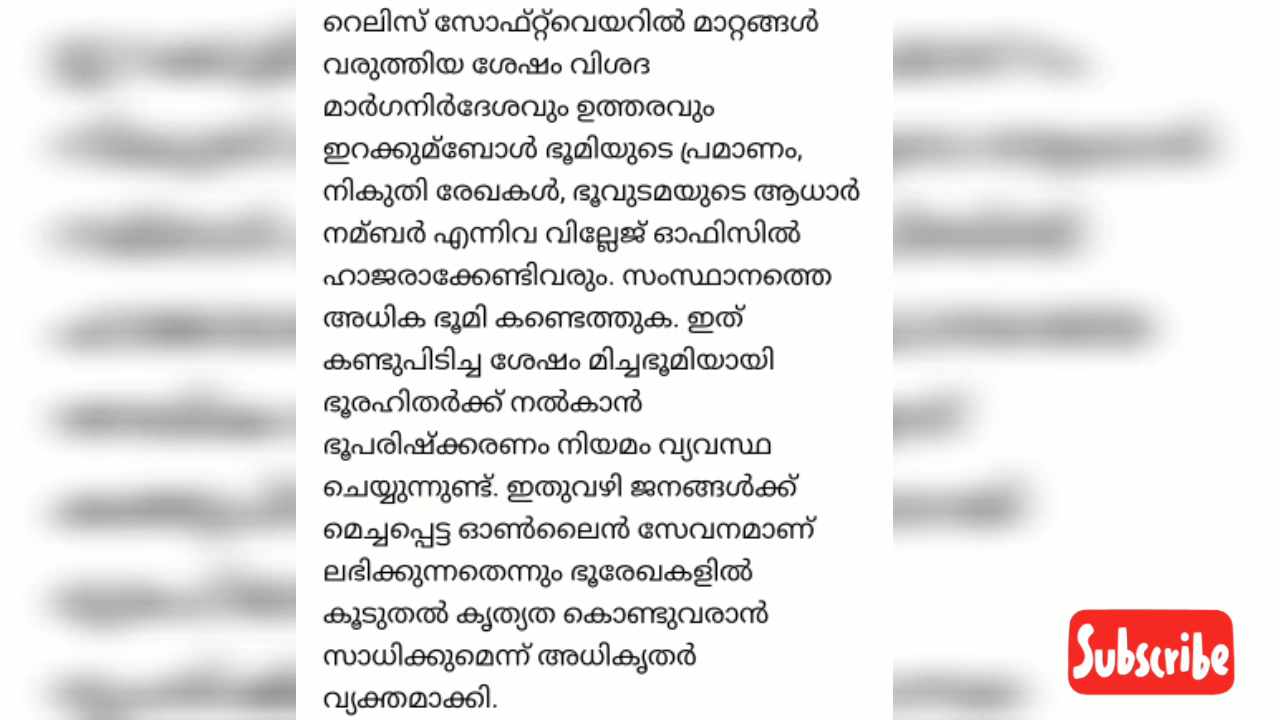 റെലിസ് സോഫ്റ്റ്‌വെയറിൽ മാറ്റങ്ങൾ
വരുത്തിയ ശേഷം വിശദ
മാർഗനിർദേശവും ഉത്തരവും
ഇറക്കുമ്ബോൾ ഭൂമിയുടെ പ്രമാണം,
നികുതി രേഖകൾ, ഭൂവുടമയുടെ ആധാർ
നമ്ബർ എന്നിവ വില്ലേജ് ഓഫിസിൽ
ഹാജരാക്കേണ്ടിവരും. സംസ്ഥാനത്തെ
അധിക ഭൂമി കണ്ടെത്തുക. ഇത്
കണ്ടുപിടിച്ച ശേഷം മിച്ചഭൂമിയായി
ഭൂരഹിതർക്ക് നൽകാൻ
ഭൂപരിഷ്ക്കരണം നിയമം വ്യവസ്ഥ
ചെയ്യുന്നുണ്ട്. ഇതുവഴി ജനങ്ങൾക്ക്
മെച്ചപ്പെട്ട ഓൺലൈൻ സേവനമാണ്
ലഭിക്കുന്നതെന്നും ഭൂരേഖകളിൽ
കൂടുതൽ കൃത്യത കൊണ്ടുവരാൻ
സാധിക്കുമെന്ന് അധികൃതർ
വ്യക്തമാക്കി.
Subscribe